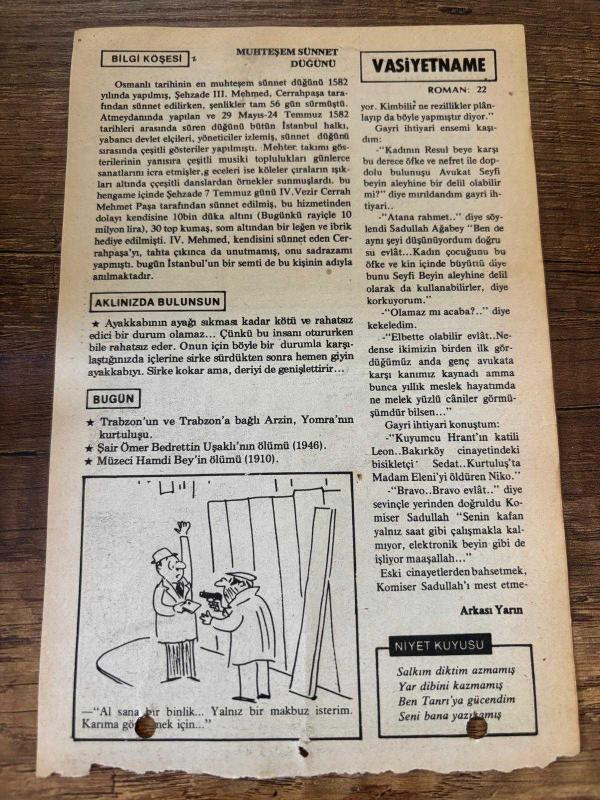 BİLGİ KÖŞESİ
MUHTEŞEM SÜNNET
DÜĞÜNÜ
Osmanlı tarihinin en muhteşem sünnet düğünü 1582
yılında yapılmış, Şehzade III. Mehmed, Cerrahpaşa tara-
fından sünnet edilirken, şenlikler tam 56 gün sürmüştü.
Atmeydanında yapılan ve 29 Mayıs-24 Temmuz 1582
tarihleri arasında süren düğünü bütün İstanbul halkı,
yabancı devlet elçileri, yöneticiler izlemiş, sünnet düğünü
sırasında çeşitli gösteriler yapılmıştı. Mehter takımı gös-
terilerinin yanısıra çeşitli musiki toplulukları günlerce
sanatlarını icra etmişler,g eceleri ise köleler çıraların ışık-
ları altında ççeşitli danslardan örnekler sunmuşlardı. bu
hengame içinde Şehzade 7 Temmuz günü IV.Vezir Cerrah
Mehmet Paşa tarafından sünnet edilmiş, bu hizmetinden
dolayı kendisine 10bin düka altını (Bugünkü rayiçle 10
milyon lira), 30 top kumaş, som altından bir leğen ve ibrik
hediye edilmişti. IV. Mehmed, kendisini sünnet eden Cer-
rahpaşa'yı, tahta çıkınca da unutmamış, onu sadrazamı
yapmıştı. bugün İstanbul'un bir semti de bu kişinin adıyla
anılmaktadır.
AKLINIZDA BULUNSUN
★ Ayakkabının ayağı sıkması kadar kötü ve rahatsız
edici bir durum olamaz... Çünkü bu insanı otururken
bile rahatsız eder. Onun için böyle bir durumla karşı-
laştığınızda içlerine sirke sürdükten sonra hemen giyin
ayakkabıyı. Sirke kokar ama, deriyi de genişlettirir...
BUGÜN
★ Trabzon'un ve Trabzon'a bağlı Arzin, Yomra'nın
kurtuluşu.
★ Şair Ömer Bedrettin Uşaklı'nın ölümü (1946).
★ Müzeci Hamdi Bey'in ölümü (1910).
—"Al sana bir binlik... Yalnız bir makbuz isterim.
Karıma için..."
VASİYETNAME
ROMAN: 22
yor. Kimbilir ne rezillikler plân-
layıp da böyle yapmıştır diyor."
Gayri ihtiyari ensemi kaşı-
dım:
-"Kadının Resul beye karşı
bu derece öfke ve nefret ile dop-
dolu bulunuşu Avukat Seyfi
beyin aleyhine bir delil olabilir
mi?" diye mırıldandım gayri ih-
tiyari..
-"Atana rahmet.." diye söy-
lendi Sadullah Ağabey "Ben de
aynı şeyi düşünüyordum doğru
su evlât...Kadın çocuğunu bu
öfke ve kin içinde büyüttü diye
bunu Seyfi Beyin aleyhine delil
olarak da kullanabilirler, diye
korkuyorum."
-"Olamaz mı acaba?.." diye
kekeledim.
-"Elbette olabilir evlât..Ne-
dense ikimizin birden ilk gör-
düğümüz anda genç avukata
karşı kanımız kaynadı amma
bunca yıllık meslek hayatımda
ne melek yüzlü câniler görmü-
şümdür bilsen..."
Gayri ihtiyari konuştum:
-"Kuyumcu Hrant'ın katili
Leon..Bakırköy cinayetindeki
bisikletçi Sedat..Kurtuluş'ta
Madam Eleni'yi öldüren Niko."
-"Bravo..Bravo evlât.." diye
sevinçle yerinden doğruldu Ko-
miser Sadullah "Senin kafan
yalnız saat gibi çalışmakla kal-
mıyor, elektronik beyin gibi de
işliyor maaşallah..."
Eski cinayetlerden bahsetmek,
Komiser Sadullah'ı mest etme-
Arkası Yarın
NİYET KUYUSU
Salkım diktim azmamış
Yar dibini kazmamış
Ben Tanrı'ya gücendim
Seni bana yazmamış